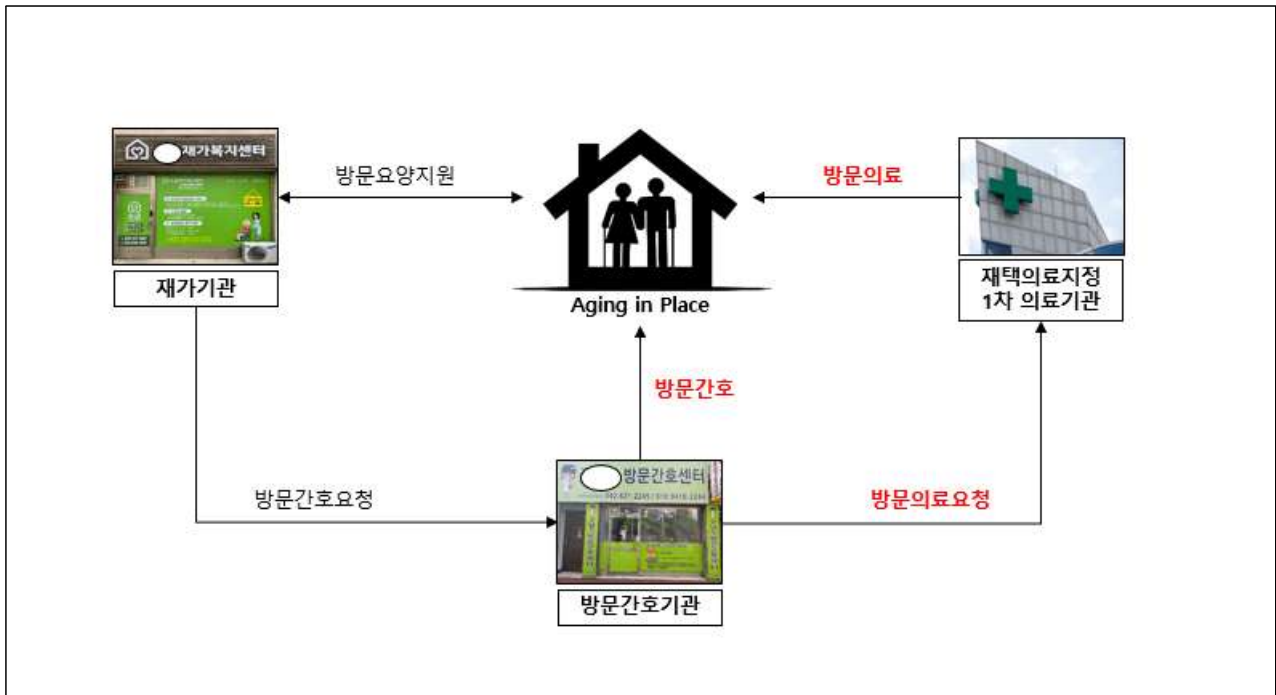 재가복지센터
방문요양지원
방문의료
재가기관
Aging in Place
재택의료지정
1차 의료기관
방문간호
방문간호센터
방문간호요청
방문의료요청
방문간호기관